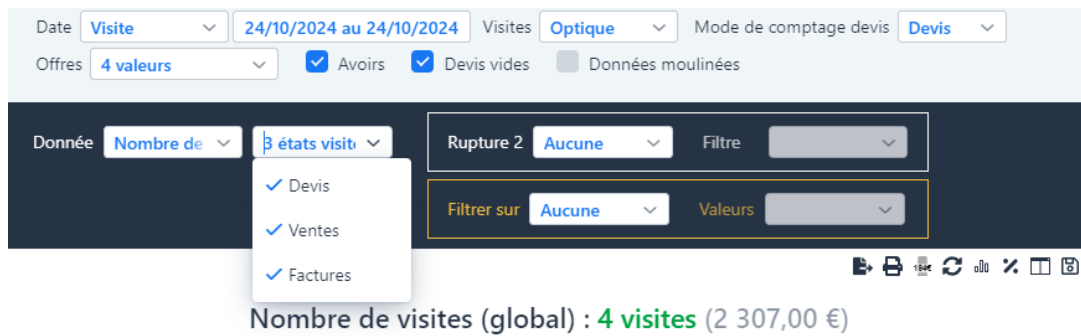 Date Visite 24/10/2024 au 24/10/2024 Visites Optique Mode de comptage devis Devis
Offres 4 valeurs Avoirs Devis vides Données moulinées
Donnée Nombre de 3 états visit Rupture 2 Aucune Filtre
Devis
Filtrer sur Aucune Valeurs
Ventes
Factures
Nombre de visites (global) : 4 visites (2 307,00 €)